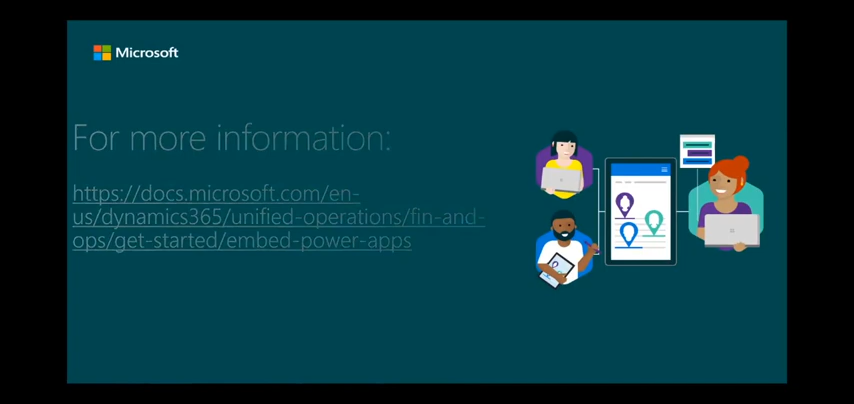 Microsoft
For more information:
https://docs.microsoft.com/en-
us/dynamics365/unified-operations/fin-and-
ops/get-started/embed-power-apps